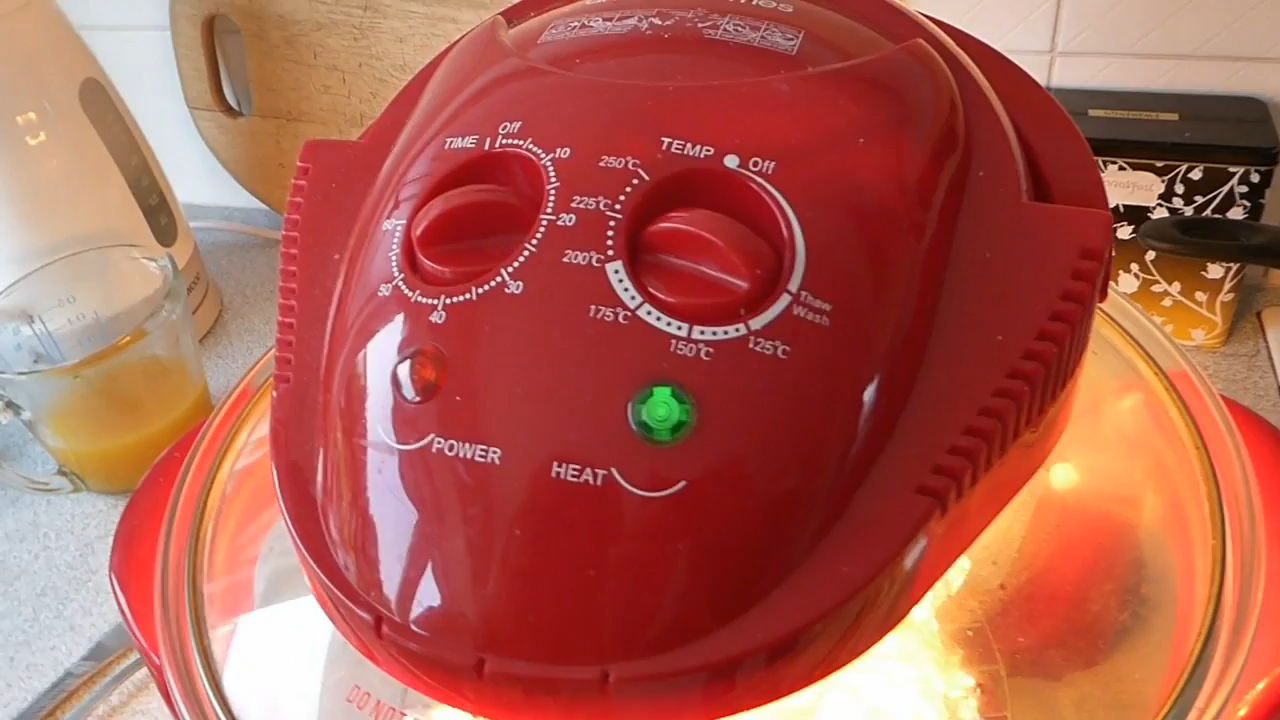 TIME
Off
10
20
30
40
50
60
TEMP
Off
250°C
225°C
200°C
175°C
150°C
125°C
Thaw
Wash
POWER
HEAT
DO NOT